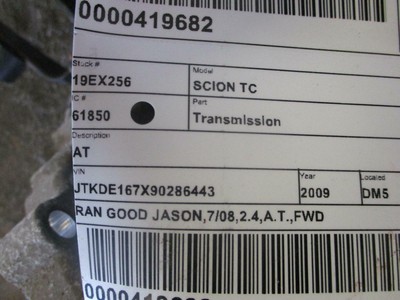 0000419682
Stock #
Model
19EX256
SCION TC
IC #
Part
61850
Transmission
Description
AT
VIN
Year
Located
JTKDE167X90286443
2009
DM5
RAN GOOD JASON,7/08,2.4,A.T.,FWD
0000419682